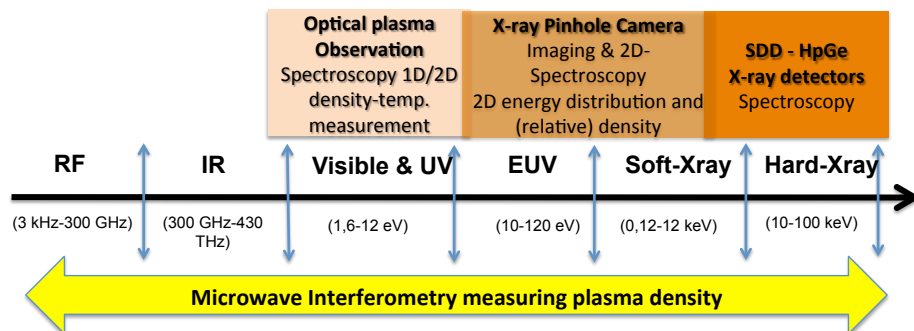 Optical plasma
Observation
Spectroscopy 1D/2D
density-temp.
measurement
X-ray Pinhole Camera
Imaging & 2D-
Spectroscopy
2D energy distribution and
(relative) density
SDD - HpGe
X-ray detectors
Spectroscopy
RF
IR
Visible & UV
EUV
Soft-Xray
Hard-Xray
(3 kHz-300 GHz)
(300 GHz-430
THz)
(1,6-12 eV)
(10-120 eV)
(0,12-12 keV)
(10-100 keV)
Microwave Interferometry measuring plasma density